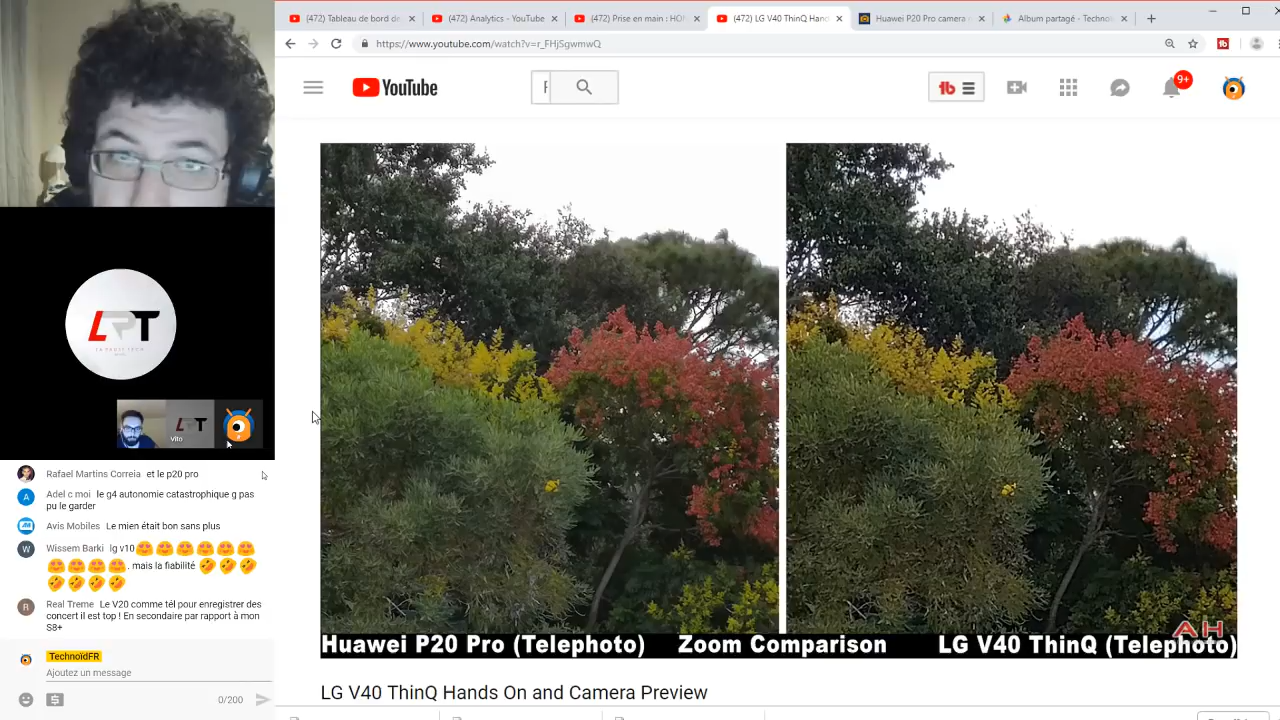 (472) Tableau de bord de
(472) Analytics - YouTube
(472) Prise en main : HO
(472) LG V40 ThinQ Han
Huawei P20 Pro camera
Album partagé - Techno
https://www.youtube.com/watch?v=r_FHjSgwmwQ
YouTube
9+
LPT
vito
Rafael Martins Correia et le p20 pro
Adel c moi le g4 autonomie catastrophique g pas
pu le garder
Avis Mobiles Le mien était bon sans plus
Wissem Barki lg v10
. mais la fiabilité
Real Treme Le V20 comme tél pour enregistrer des
concert il est top ! En secondaire par rapport à mon
S8+
TechnoïdFR
Ajoutez un message
0/200
AH
Huawei P20 Pro (Telephoto) Zoom Comparison LG V40 ThinQ (Telephoto)
LG V40 ThinQ Hands On and Camera Preview